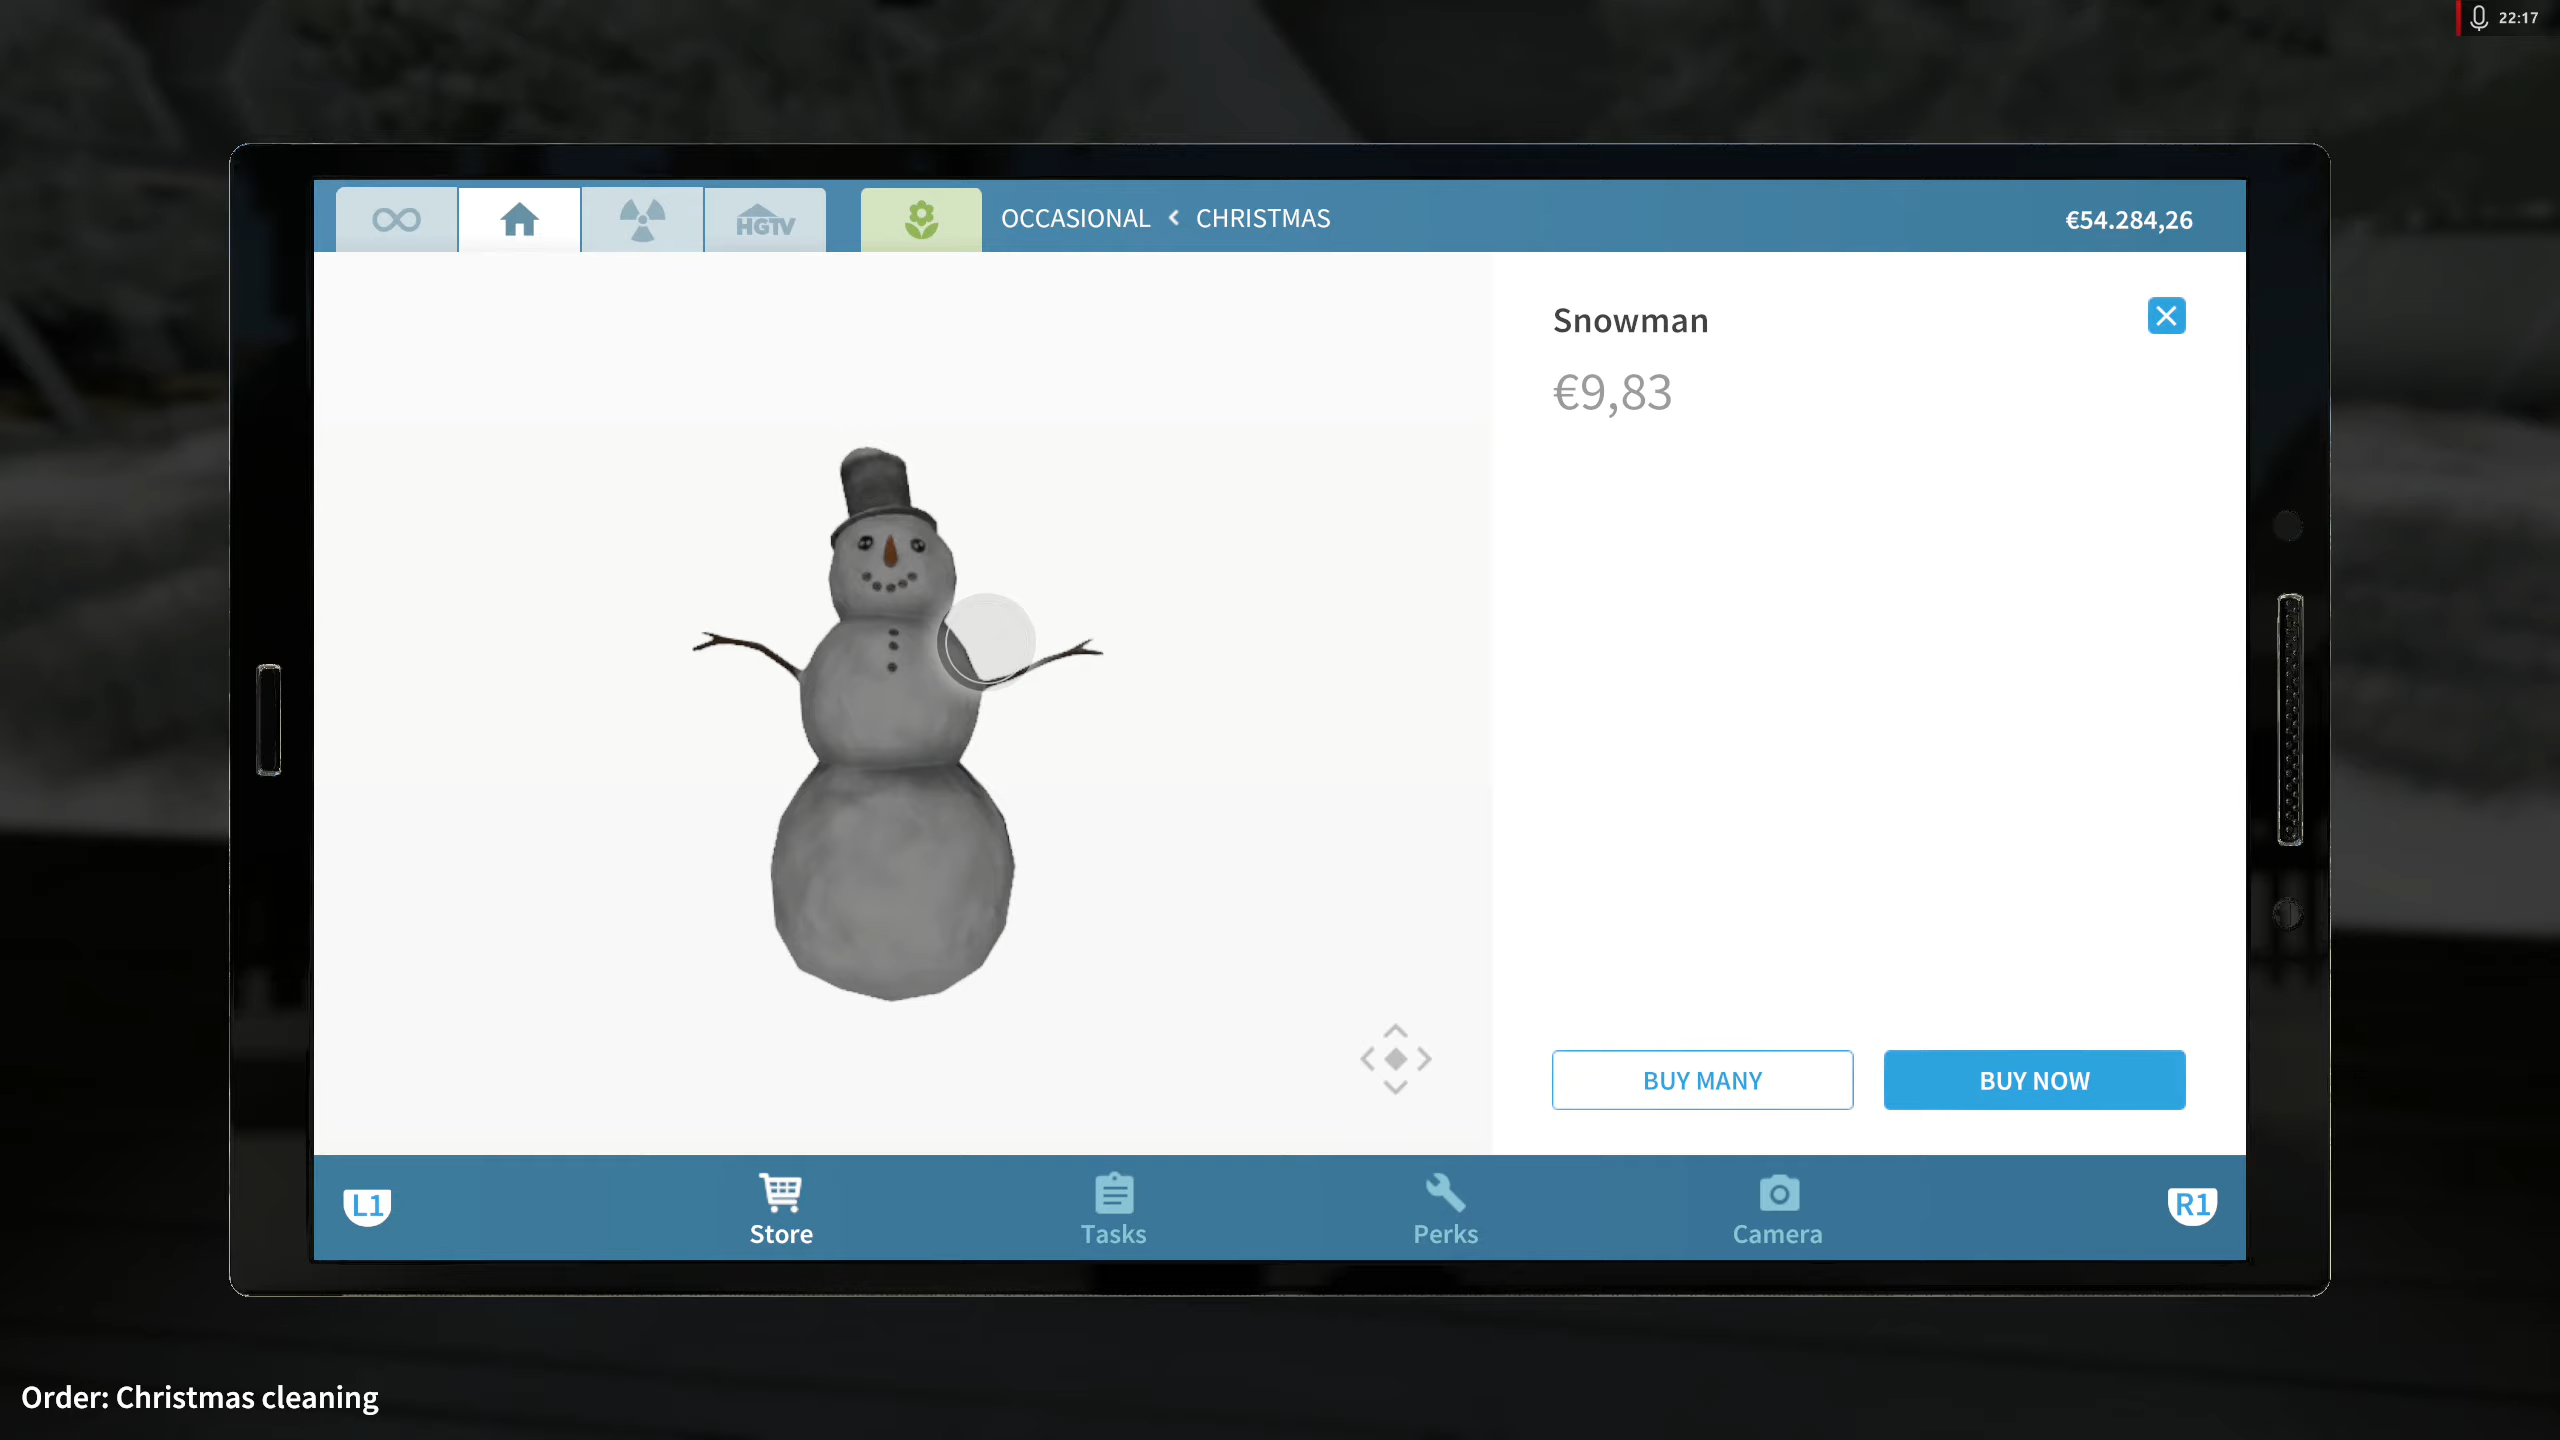 22:17
HGTV
OCCASIONAL < CHRISTMAS
€54.284,26
Snowman
€9,83
BUY MANY
BUY NOW
L1
Store
Tasks
Perks
Camera
R1
Order: Christmas cleaning